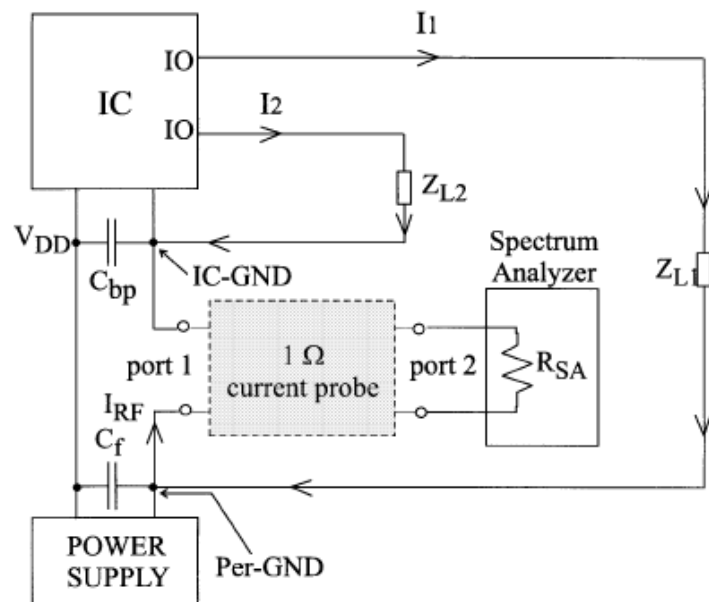 I1
IO
IC
I2
IO
ZL2
VDD
Cbp
IC-GND
Spectrum
Analyzer
ZL1
port 1
1 Ω
current probe
port 2
RSA
IRF
Cf
POWER
SUPPLY
Per-GND